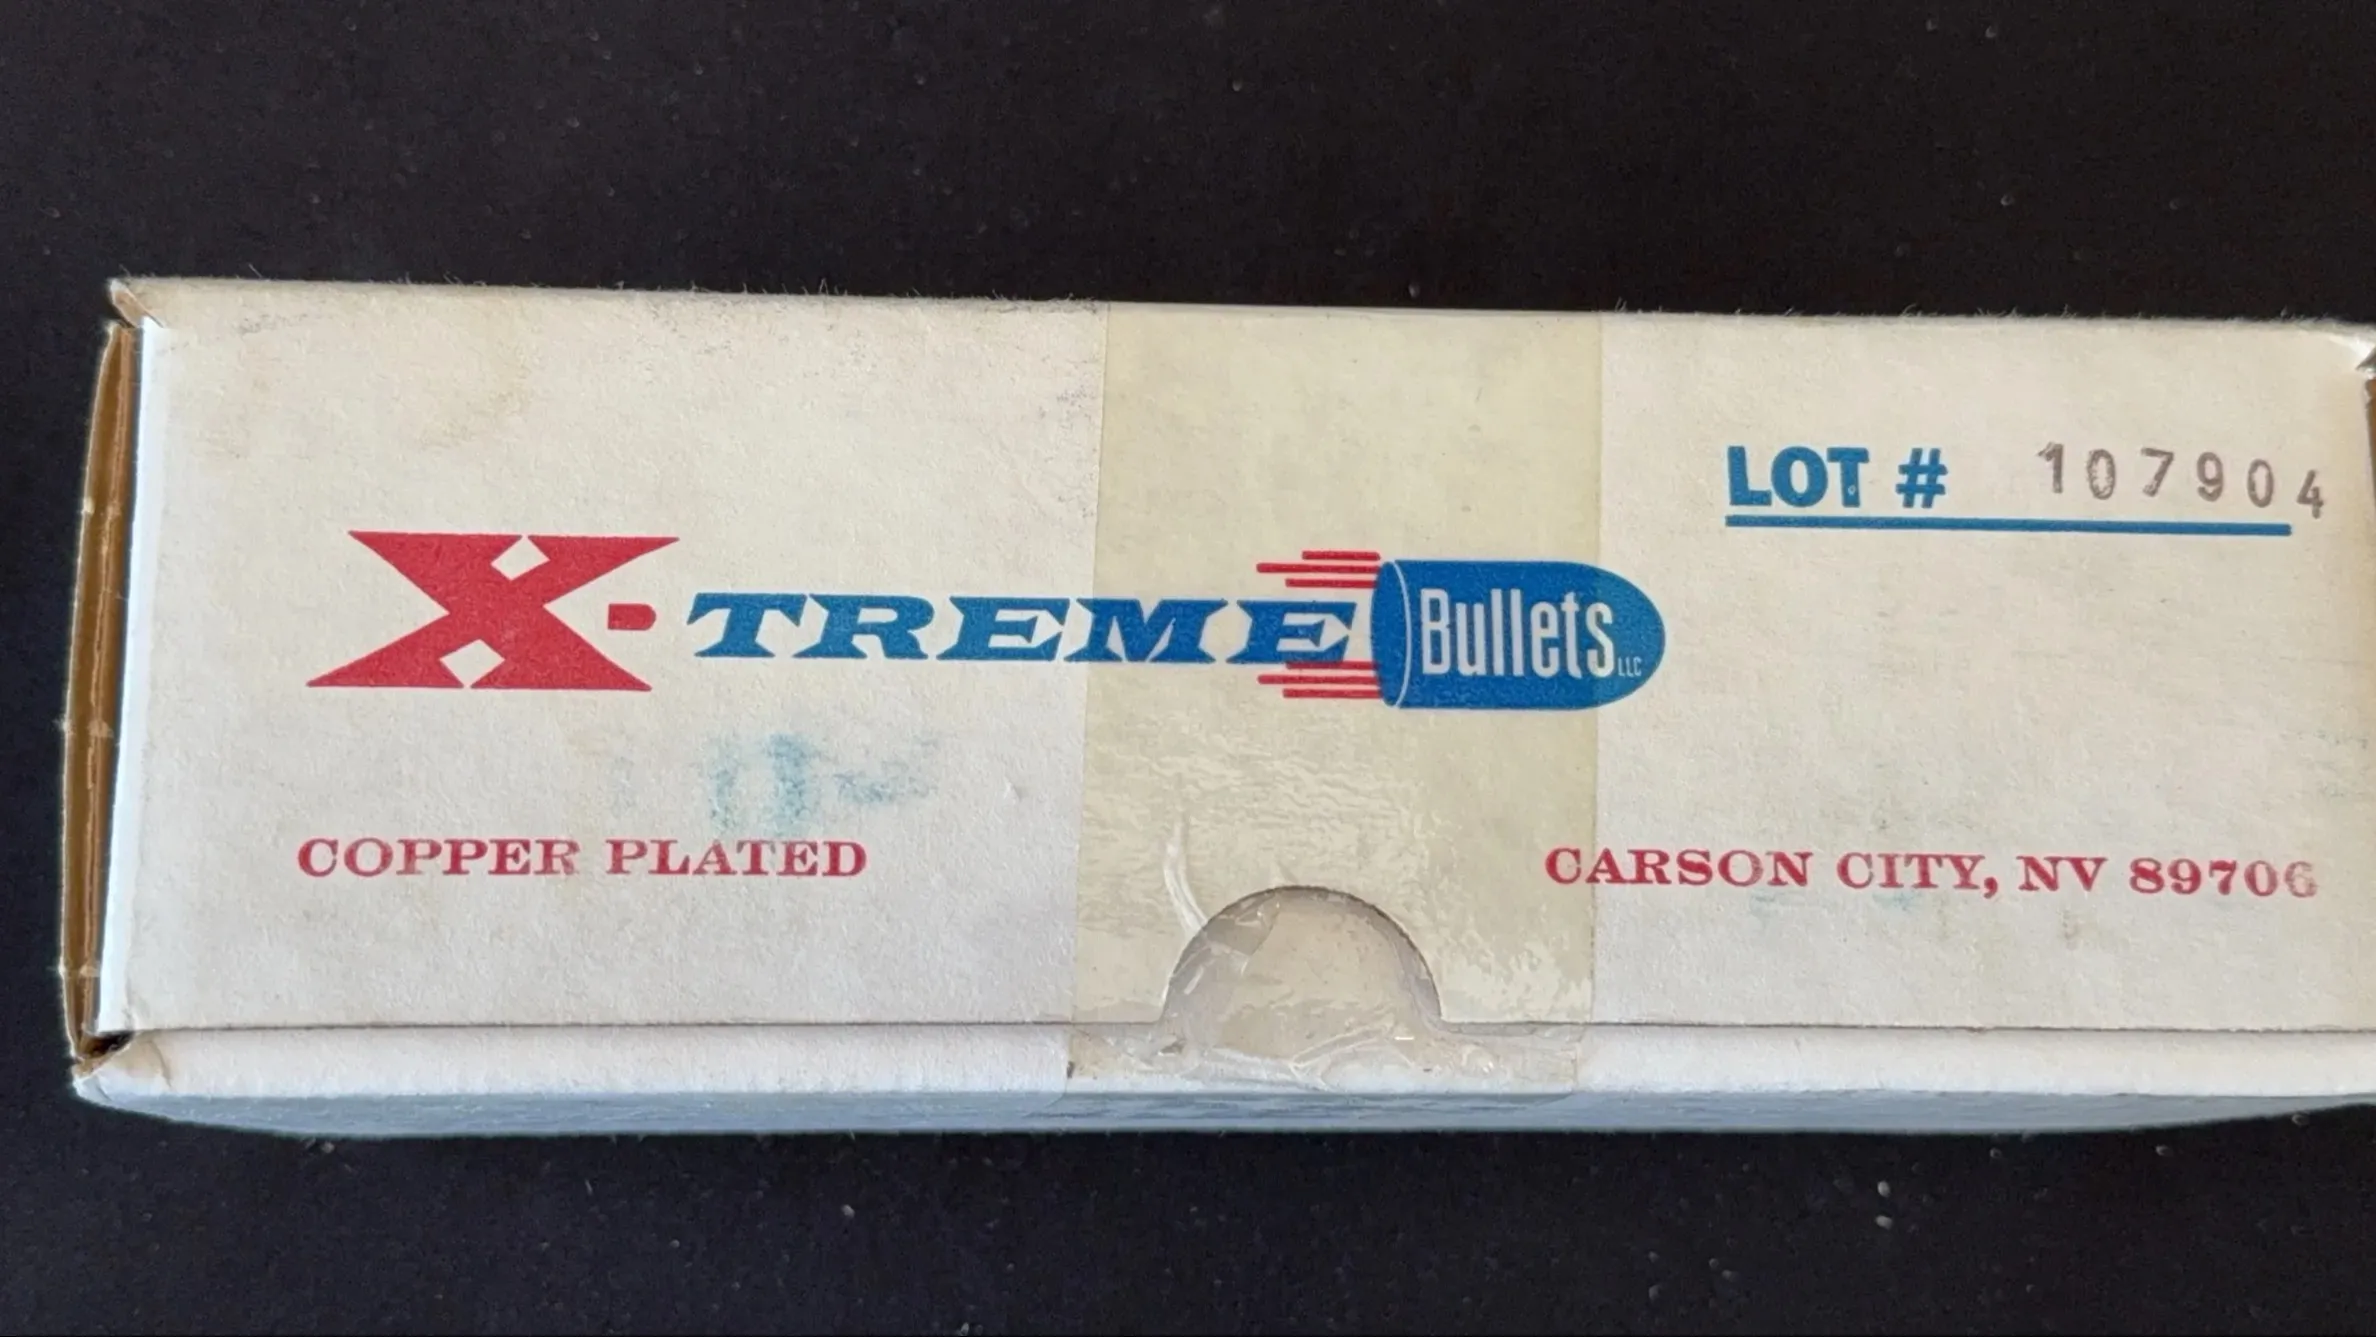 LOT # 107904
X-TREME Bullets LLC
COPPER PLATED
CARSON CITY, NV 89706